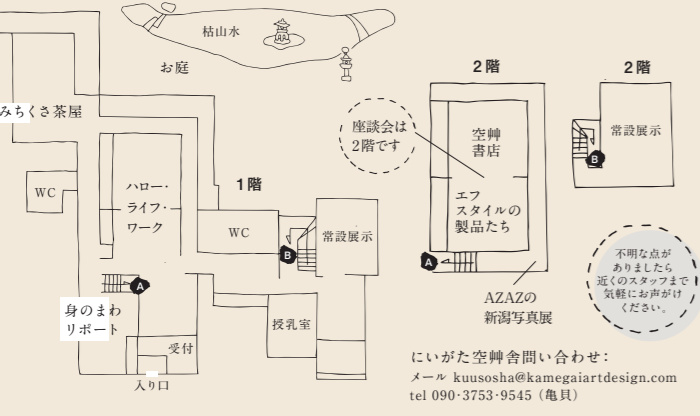 枯山水
お庭
みちくさ茶屋
WC
ハロー・
ライフ・
ワーク
1階
WC
B
常設展示
A
身のまわ
リポート
受付
入り口
授乳室
座談会は
2階です
2階
空艸
書店
エフ
スタイルの
製品たち
A
AZAZの
新潟写真展
2階
常設展示
B
不明な点が
ありましたら
近くのスタッフまで
気軽にお声がけ
ください。
にいがた空艸舎問い合わせ：
メール kuusosha@kamegaiartdesign.com
tel 090·3753·9545（亀貝）